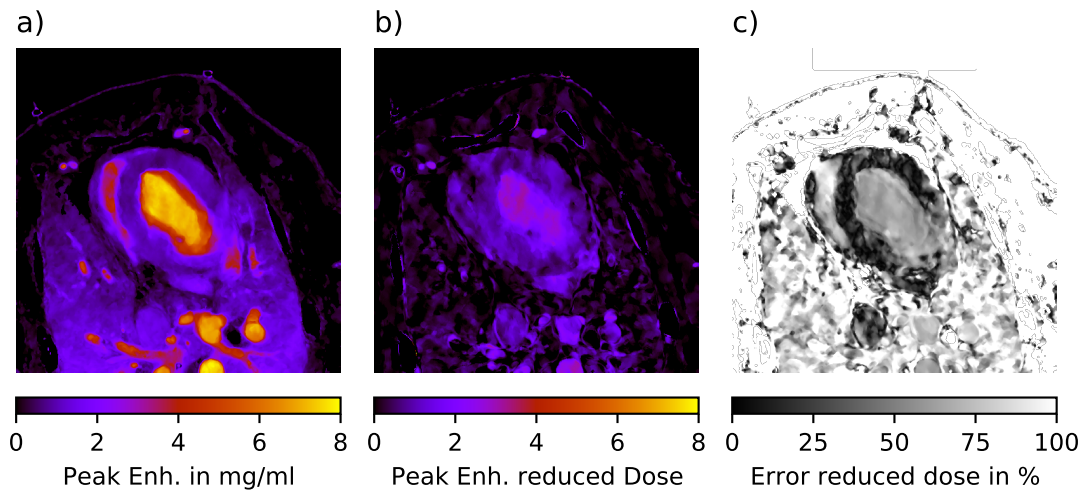 a)
b)
c)
0 2 4 6 8
Peak Enh. in mg/ml
0 2 4 6 8
Peak Enh. reduced Dose
0 25 50 75 100
Error reduced dose in %